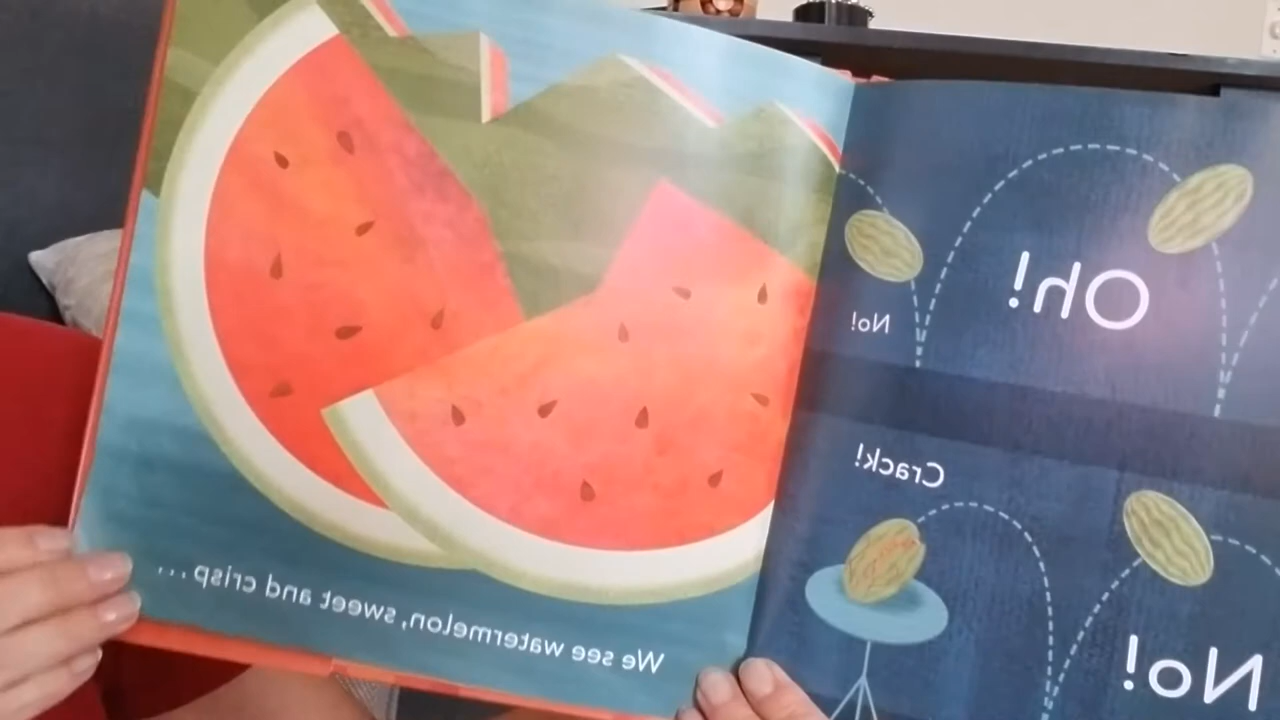 Oh!
No!
No!
Crack!
We see watermelon, sweet and crisp . . .